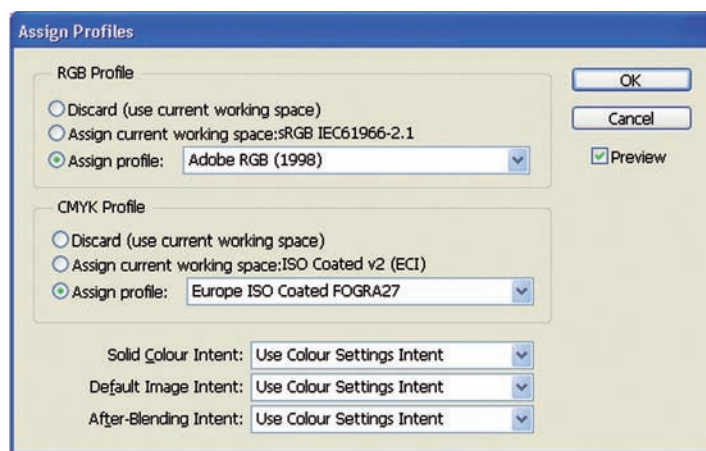 Assign Profiles
RGB Profile
Discard (use current working space)
Assign current working space:sRGB IEC61966-2.1
Assign profile: Adobe RGB (1998)
OK
Cancel
Preview
CMYK Profile
Discard (use current working space)
Assign current working space:ISO Coated v2 (ECI)
Assign profile: Europe ISO Coated FOGRA27
Solid Colour Intent: Use Colour Settings Intent
Default Image Intent: Use Colour Settings Intent
After-Blending Intent: Use Colour Settings Intent